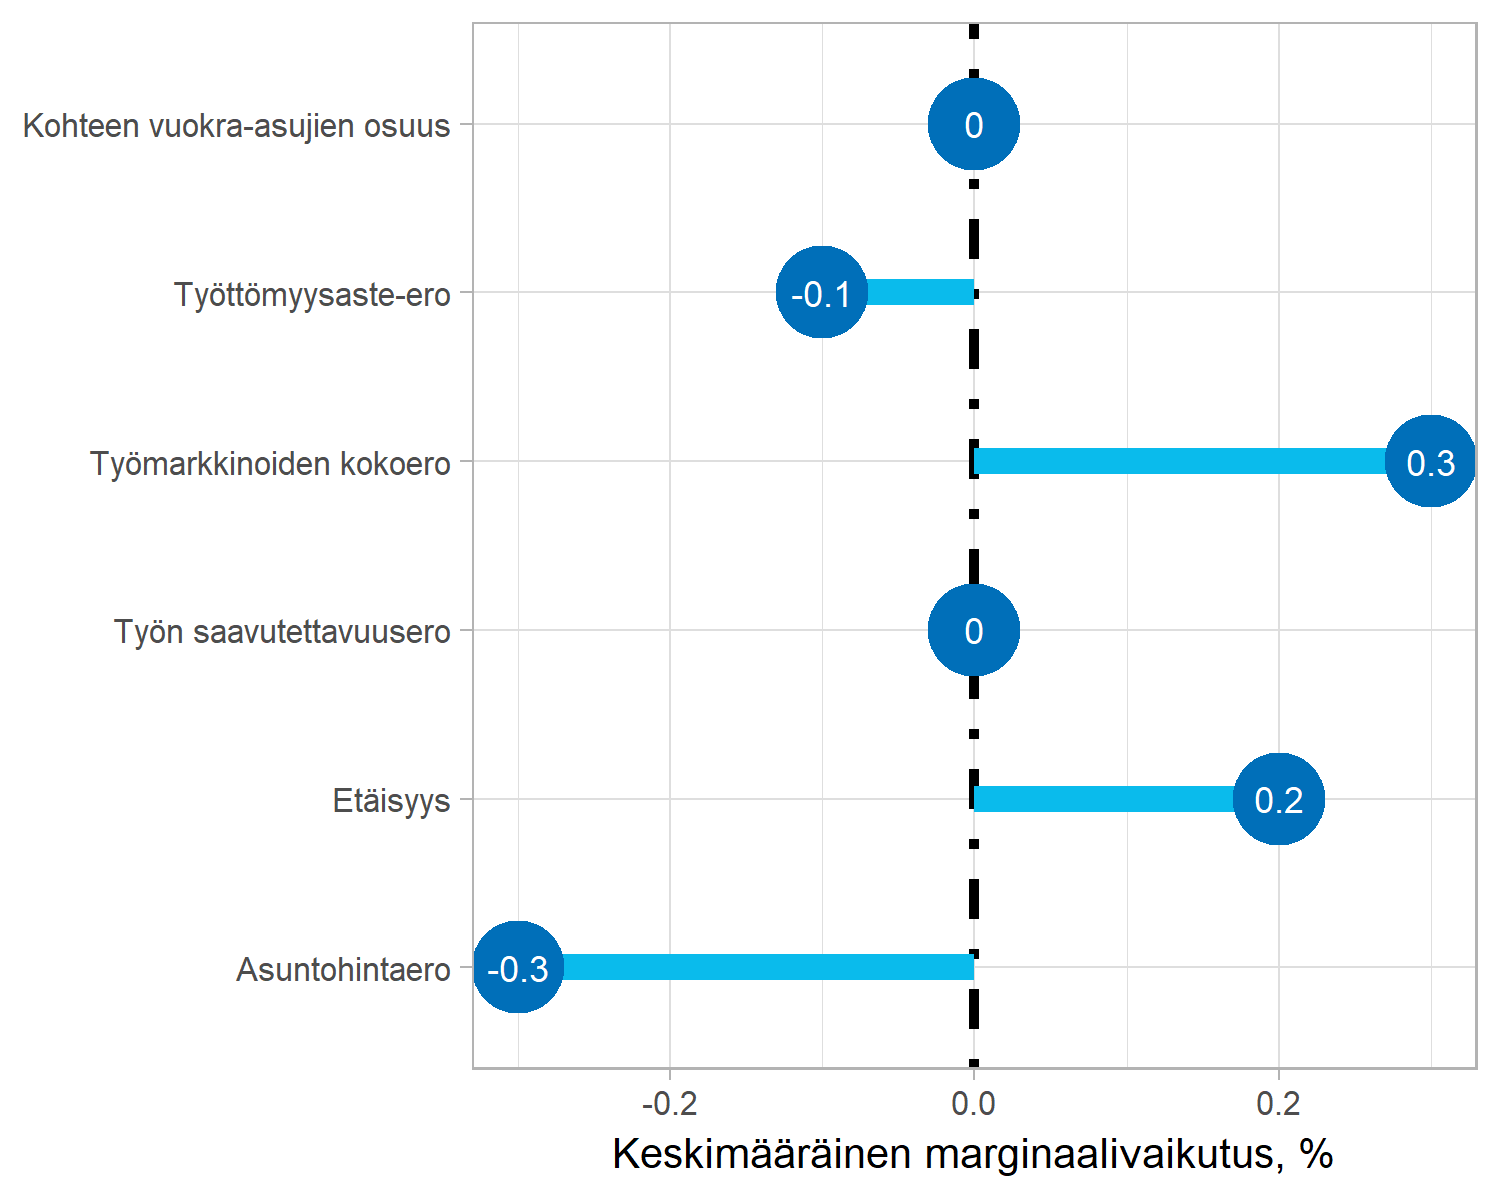 Kohteen vuokra-asujien osuus
0
Työttömyysaste-ero
-0.1
Työmarkkinoiden kokoero
0.3
Työn saavutettavuusero
0
Etäisyys
0.2
Asuntohintaero
-0.3
-0.2 0.0 0.2
Keskimääräinen marginaalivaikutus, %